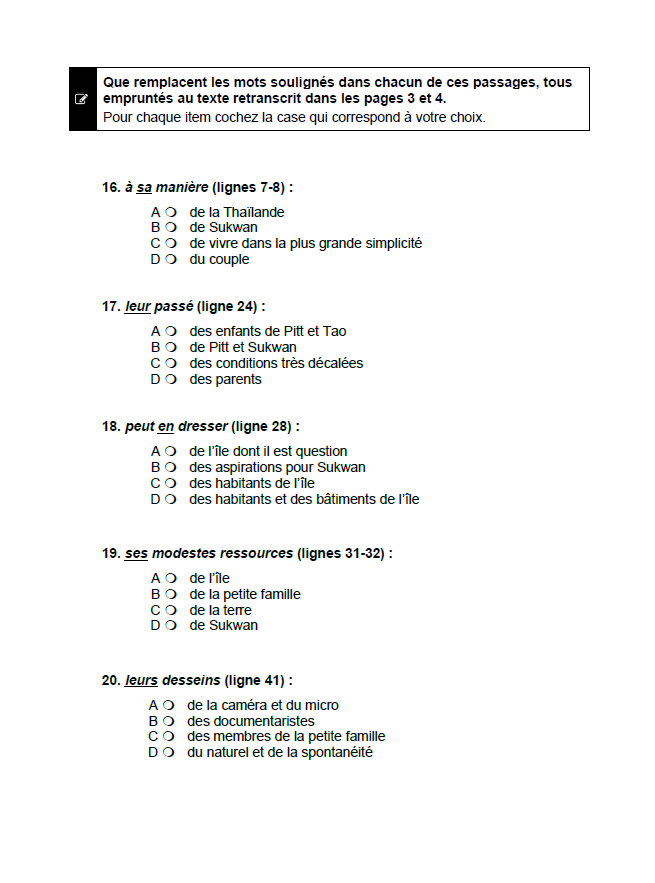 Que remplacent les mots soulignés dans chacun de ces passages, tous
empruntés au texte retranscrit dans les pages 3 et 4.
Pour chaque item cochez la case qui correspond à votre choix.
16. à sa manière (lignes 7-8) :
A de la Thaïlande
B de Sukwan
C de vivre dans la plus grande simplicité
D du couple
17. leur passé (ligne 24) :
A des enfants de Pitt et Tao
B de Pitt et Sukwan
C des conditions très décalées
D des parents
18. peut en dresser (ligne 28) :
A de l'île dont il est question
B des aspirations pour Sukwan
C des habitants de l'île
D des habitants et des bâtiments de l'île
19. ses modestes ressources (lignes 31-32) :
A de l'île
B de la petite famille
C de la terre
D de Sukwan
20. leurs desseins (ligne 41) :
A de la caméra et du micro
B des documentaristes
C des membres de la petite famille
D du naturel et de la spontanéité